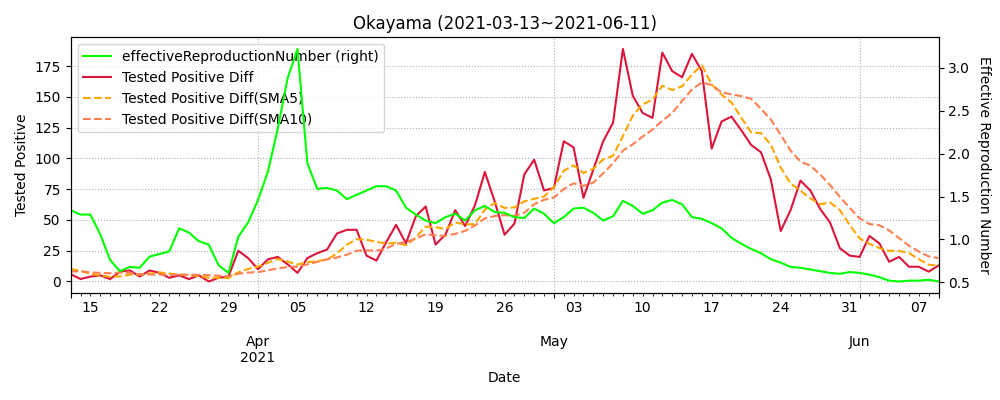 Okayama (2021-03-13~2021-06-11)
effectiveReproductionNumber (right)
Tested Positive Diff
Tested Positive Diff(SMA5)
Tested Positive Diff(SMA10)
Tested Positive
175
150
125
100
75
50
25
0
Effective Reproduction Number
3.0
2.5
2.0
1.5
1.0
0.5
15 22 29 05 12 19 26 03 10 17 24 31 07
Apr May Jun
2021
Date